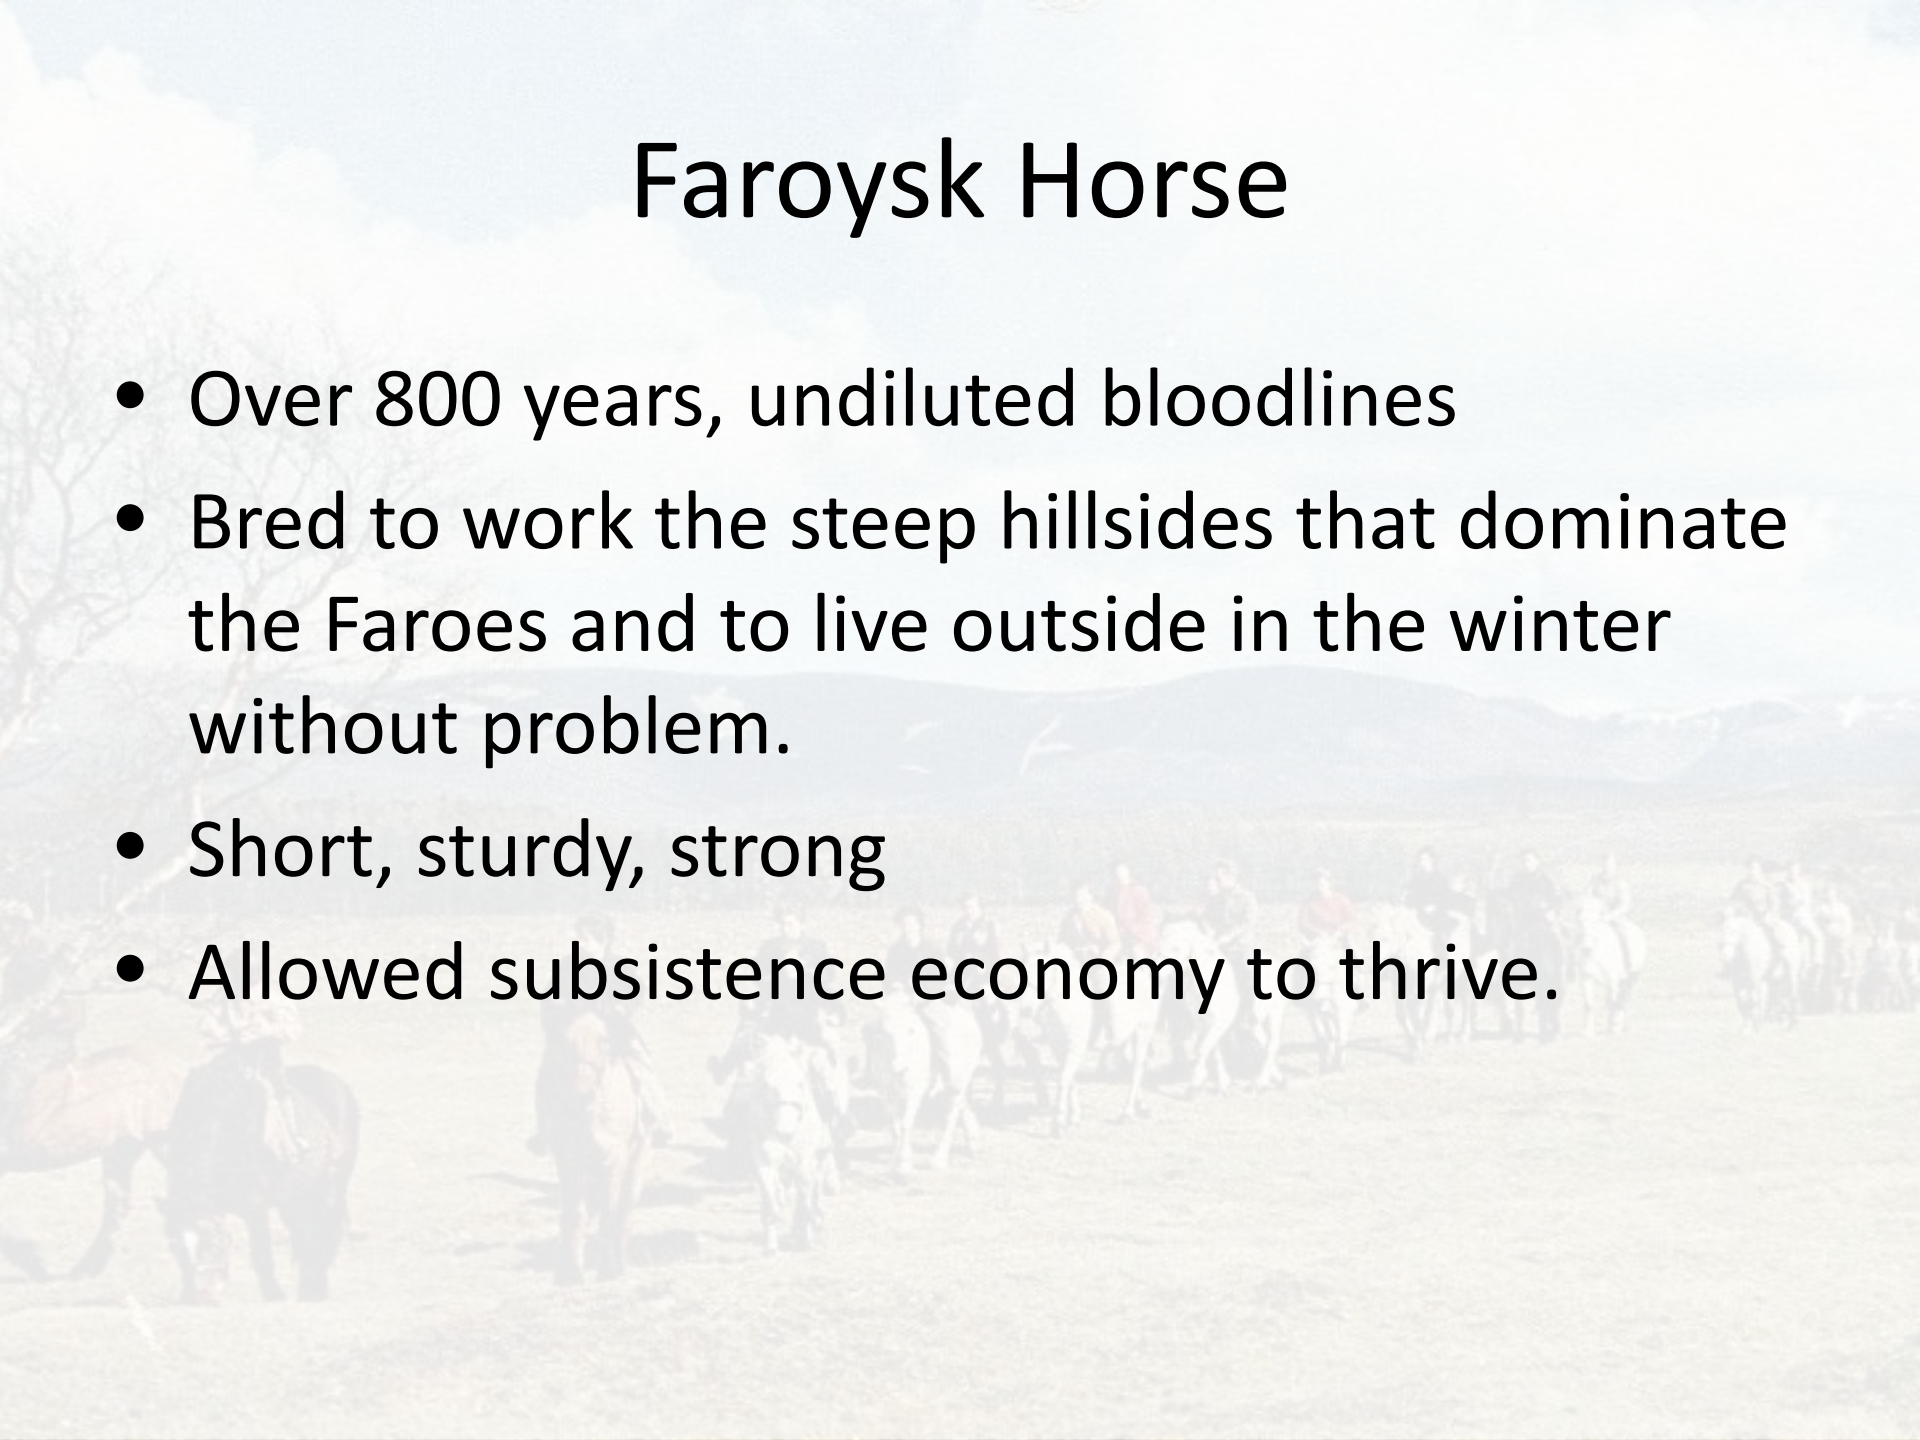 Faroysk Horse
• Over 800 years, undiluted bloodlines
• Bred to work the steep hillsides that dominate
the Faroes and to live outside in the winter
without problem.
• Short, sturdy, strong
• Allowed subsistence economy to thrive.